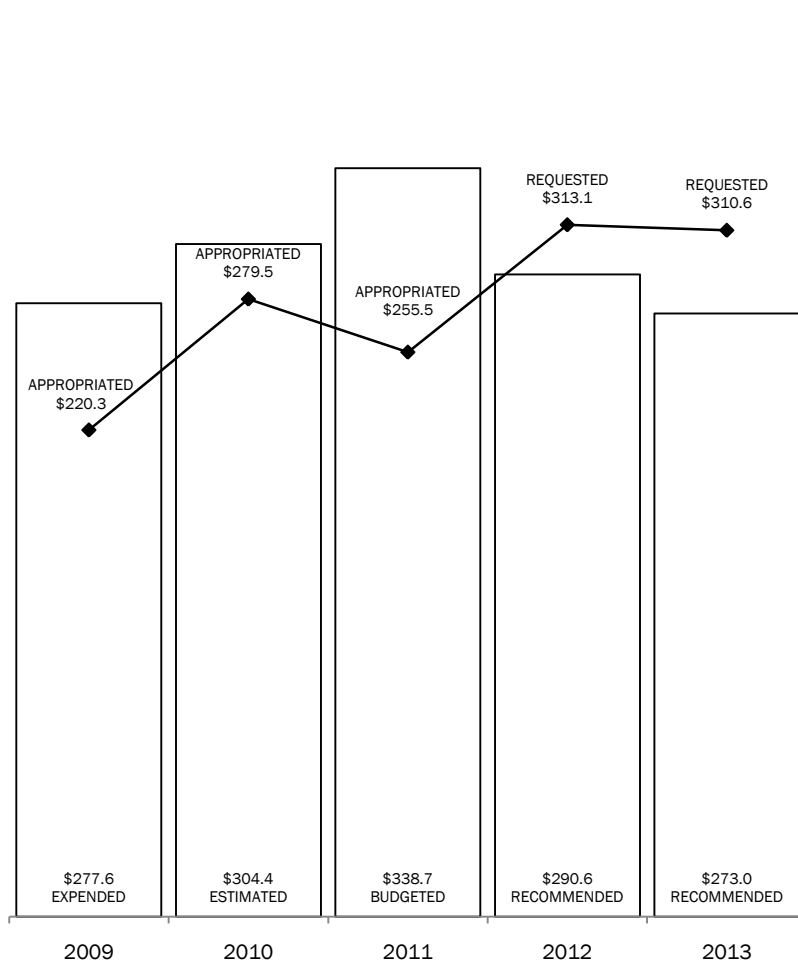 REQUESTED
$313.1
REQUESTED
$310.6
APPROPRIATED
$279.5
APPROPRIATED
$255.5
APPROPRIATED
$220.3
$277.6
EXPENDED
$304.4
ESTIMATED
$338.7
BUDGETED
$290.6
RECOMMENDED
$273.0
RECOMMENDED
2009
2010
2011
2012
2013